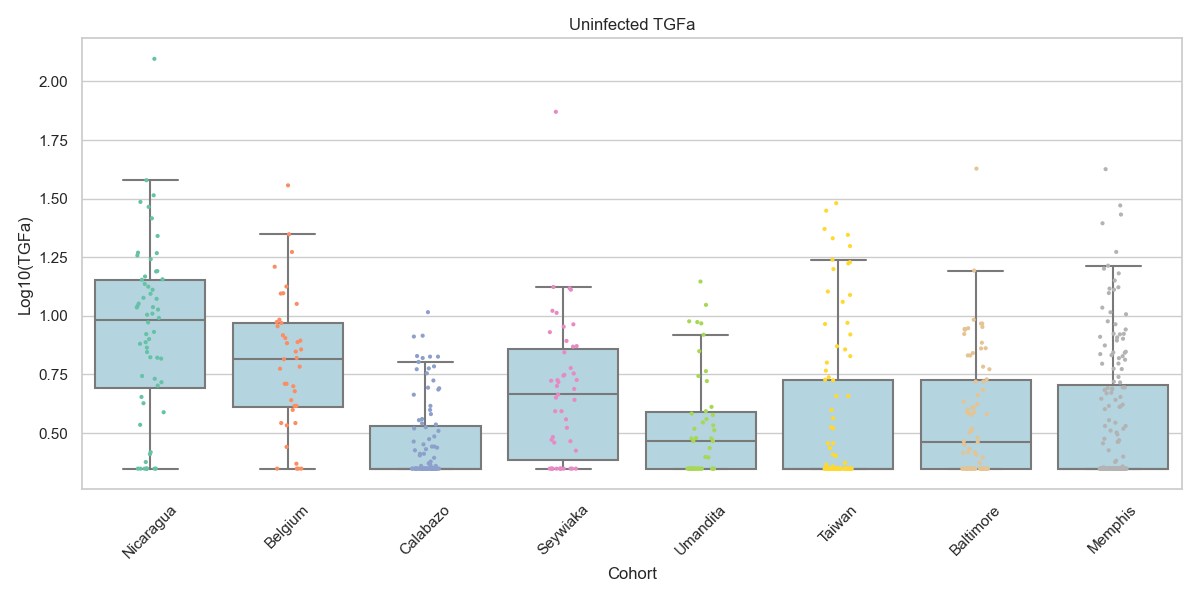 Uninfected TGFa
Log10(TGFa)
2.00
1.75
1.50
1.25
1.00
0.75
0.50
Nicaragua
Belgium
Calabazo
Seywiaka
Umandita
Taiwan
Baltimore
Memphis
Cohort